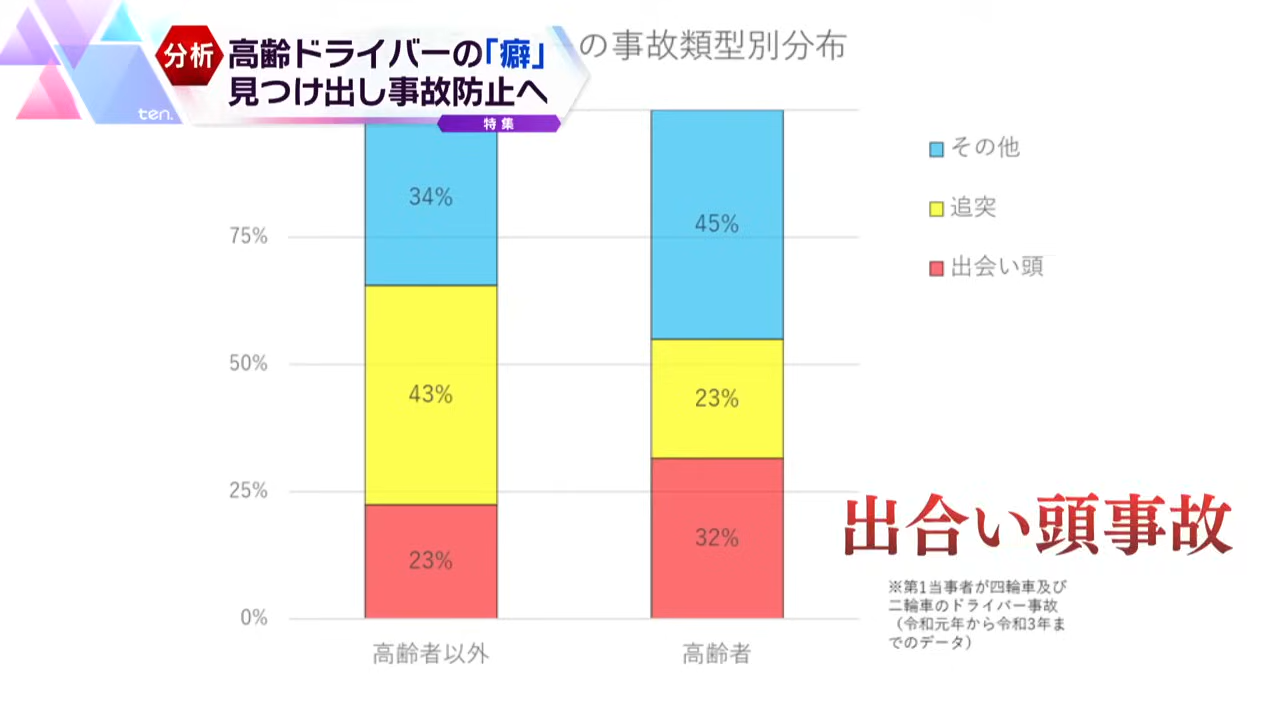 分析
高齢ドライバーの「癖」
見つけ出し事故防止へ
ten.
特集
の事故類型別分布
その他
追突
出会い頭
75%
50%
25%
0%
34%
43%
23%
45%
23%
32%
高齢者以外
高齢者
出合い頭事故
※第1当事者が四輪車及び
二輪車のドライバー事故
（令和元年から令和3年ま
でのデータ）